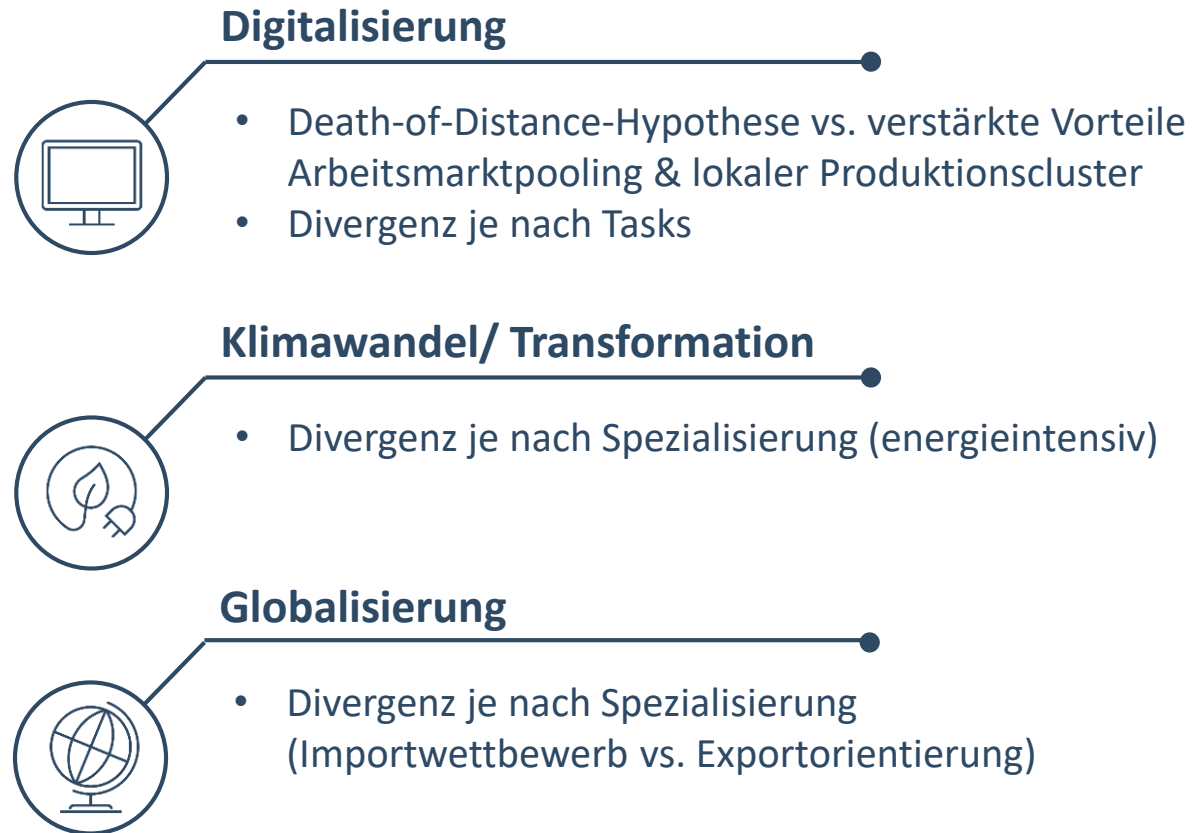 Digitalisierung
• Death-of-Distance-Hypothese vs. verstärkte Vorteile
Arbeitsmarktpooling & lokaler Produktionscluster
• Divergenz je nach Tasks
Klimawandel/ Transformation
• Divergenz je nach Spezialisierung (energieintensiv)
Globalisierung
• Divergenz je nach Spezialisierung
(Importwettbewerb vs. Exportorientierung)